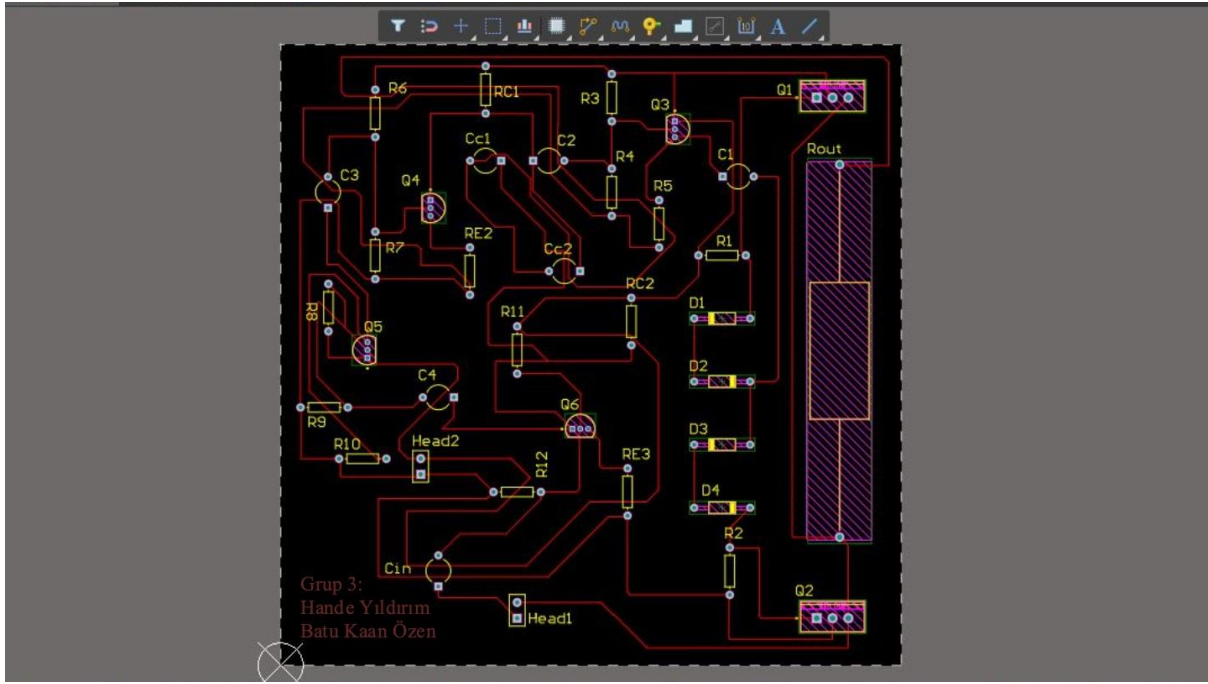 R6
RC1
R3
Q3
Q1
Cc1
C2
R4
C1
Rout
C3
Q4
R5
RE2
R7
Cc2
R1
RC2
D1
R8
Q5
R11
D2
C4
Q6
R9
D3
R10
Head2
R12
RE3
D4
R2
Cin
Grup 3:
Hande Yıldırım
Batu Kaan Özen
Head1
Q2
A